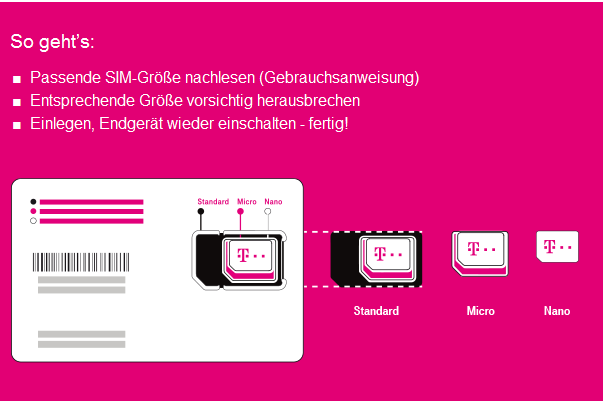 So geht's:
Passende SIM-Größe nachlesen (Gebrauchsanweisung)
Entsprechende Größe vorsichtig herausbrechen
Einlegen, Endgerät wieder einschalten - fertig!
Standard Micro Nano
T··
T·· T·· T··
Standard Micro Nano